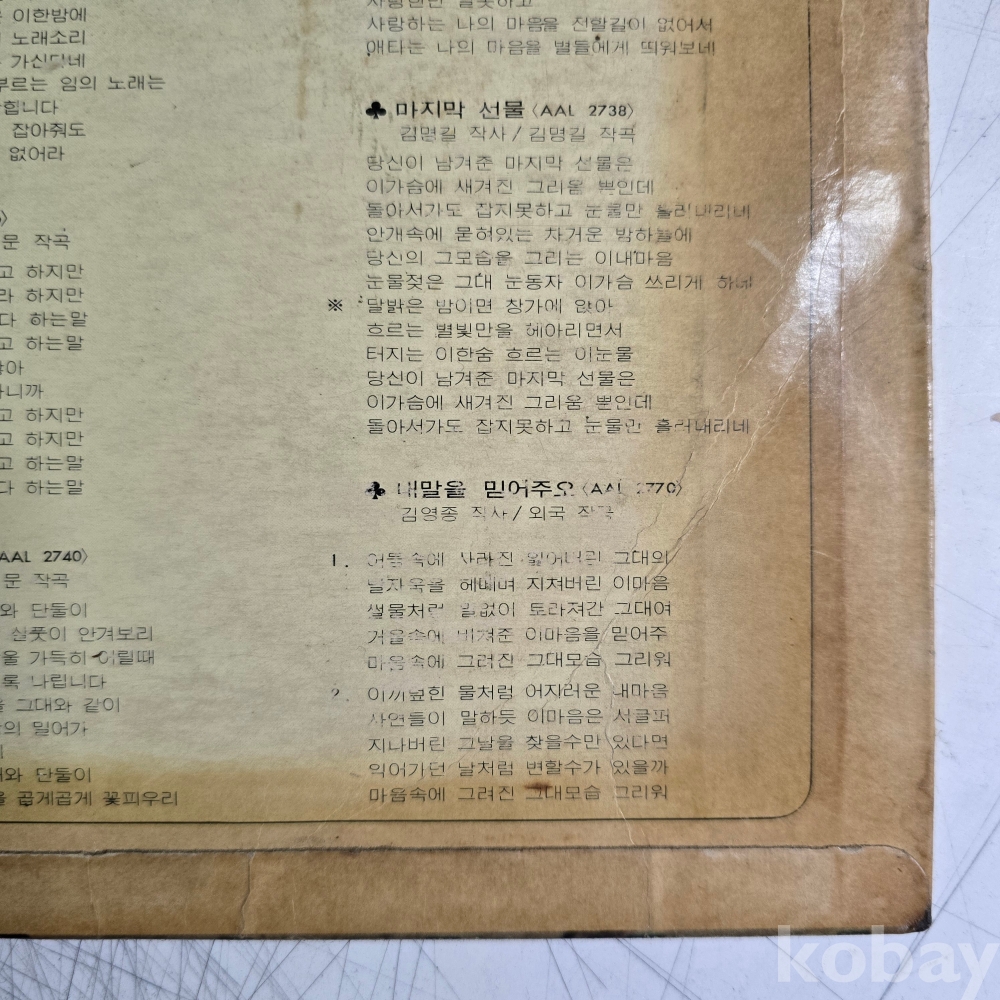 이한밤에
노래소리
가신다네
부르는 임의 노래는
힙니다
잡아줘도
없어라
문 작곡
고 하지만
라 하지만
다 하는말
고 하는말
아니까
고 하지만
고 하지만
고 하는말
다 하는말
AAL 2740〉
문 작곡
와 단둘이
살풋이 안겨보리
울 가득히 어릴때
록 나립니다
그대와 같이
의 밀어가
와 단둘이
을 곱게곱게 꽃피우리
사랑하는 나의 마음을 전할길이 없어서
애타는 나의 마음을 별들에게 띄워보네
♣ 마지막 선물〈AAL 2738〉
김명길 작사/김명길 작곡
당신이 남겨준 마지막 선물은
이가슴에 새겨진 그리움 뿐인데
돌아서가도 잡지못하고 눈물만 흘러내리네
안개속에 묻혀있는 차거운 밤하늘에
당신의 그모습을 그리는 이내마음
눈물젖은 그대 눈동자 이가슴 쓰리게 하네
※ 달밝은 밤이면 창가에 앉아
흐르는 별빛만을 헤아리면서
터지는 이한숨 흐르는 이눈물
당신이 남겨준 마지막 선물은
이가슴에 새겨진 그리움 뿐인데
돌아서가도 잡지못하고 눈물만 흘러내리네
♣ 내말을 믿어주오〈AAL 2770〉
김영종 작사/외국 작곡
1. 어둠속에 사라진 잃어버린 그대의
발자욱을 헤메며 지쳐버린 이마음
썰물처럼 말없이 토라져간 그대여
겨울속에 비겨준 이마음을 믿어주
마음속에 그려진 그대모습 그리워
2. 이끼덮힌 물처럼 어지러운 내마음
사연들이 말하듯 이마음은 서글퍼
지나버린 그날을 찾을수만 있다면
익어가던 날처럼 변할수가 있을까
마음속에 그려진 그대모습 그리워
kobay